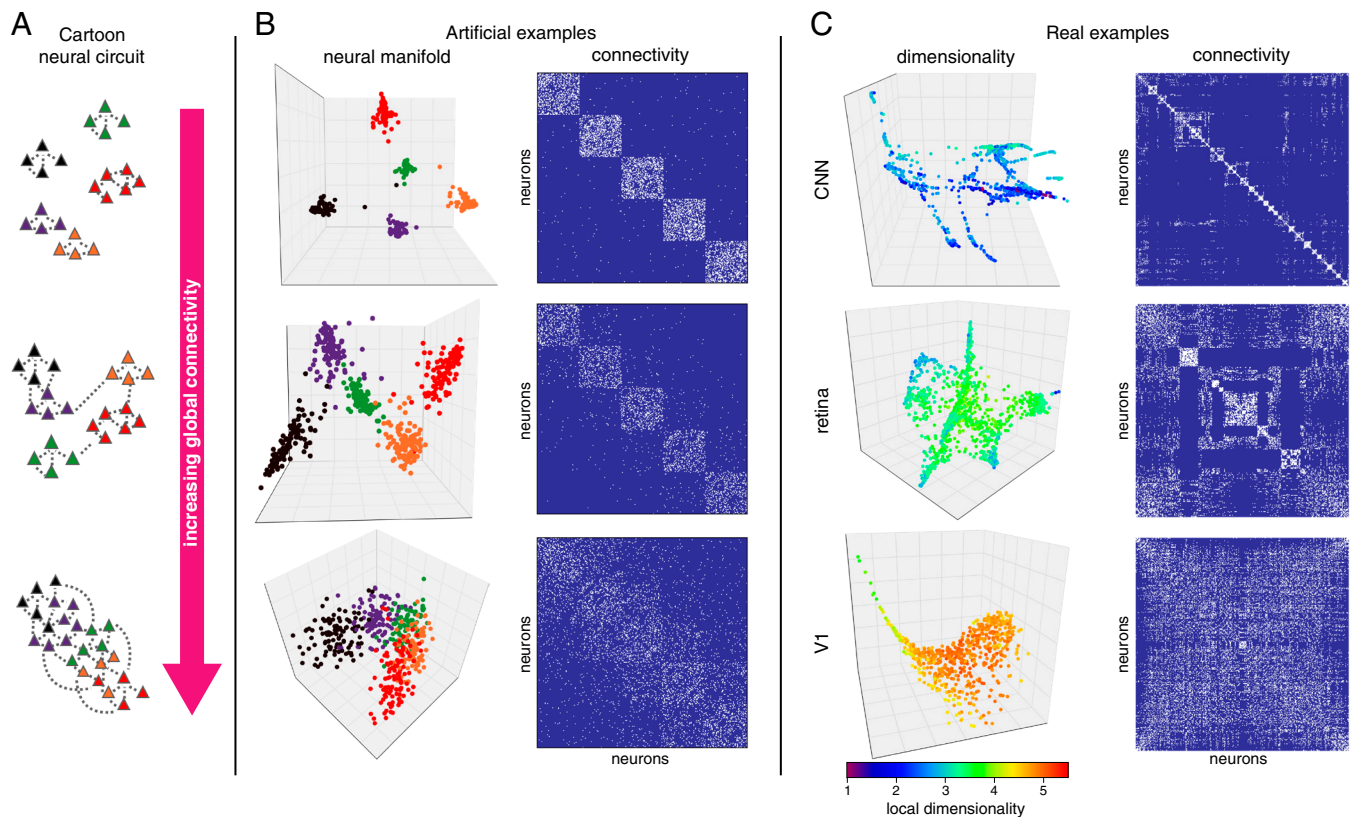 A
Cartoon
neural circuit
increasing global connectivity
B
Artificial examples
neural manifold
connectivity
neurons
neurons
neurons
neurons
C
Real examples
dimensionality
connectivity
CNN
neurons
retina
neurons
V1
neurons
neurons
1 2 3 4 5
local dimensionality